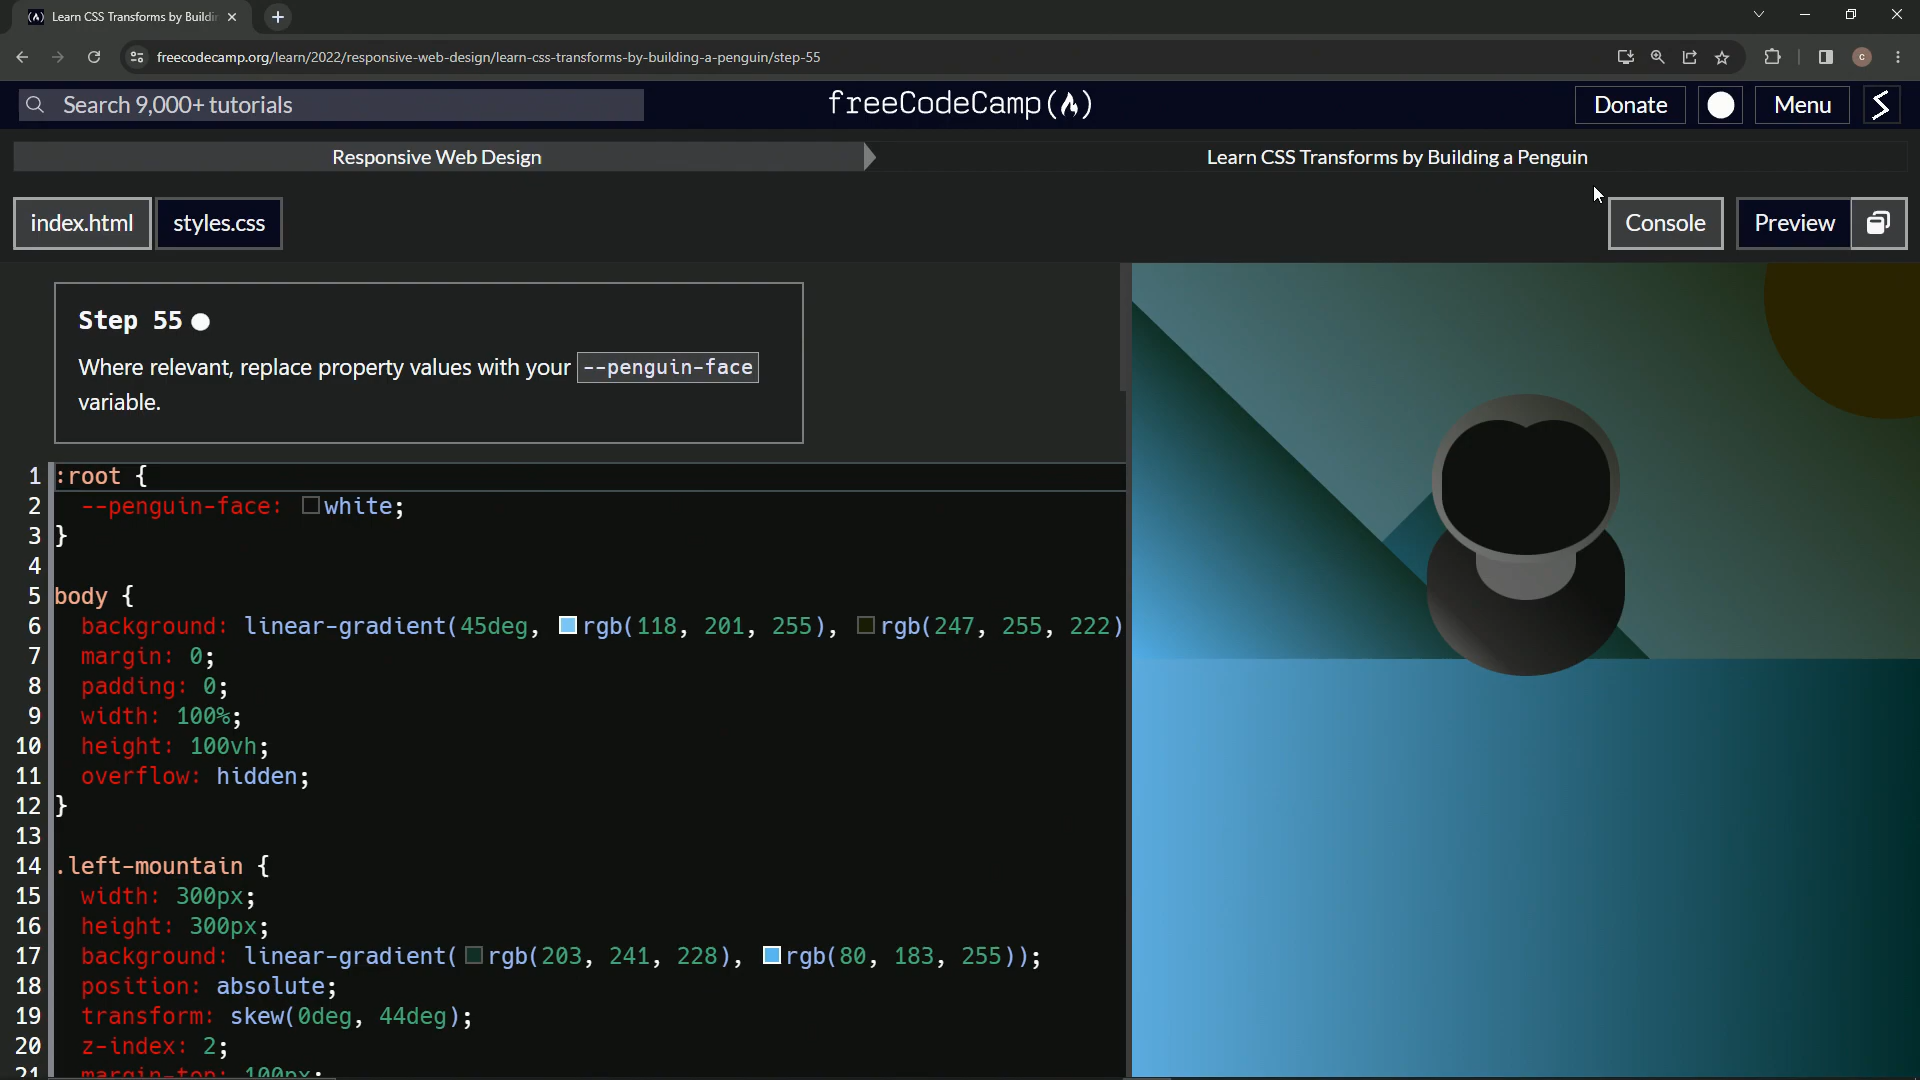 Learn CSS Transforms by Buildin
freecodecamp.org/learn/2022/responsive-web-design/learn-css-transforms-by-building-a-penguin/step-55
C
Search 9,000+ tutorials
freeCodeCamp
Donate
Menu
Responsive Web Design
Learn CSS Transforms by Building a Penguin
index.html
styles.css
Console
Preview
Step 55
Where relevant, replace property values with your --penguin-face
variable.
1 :root {
2 --penguin-face: white;
3 }
4
5 body {
6 background: linear-gradient(45deg, rgb(118, 201, 255), rgb(247, 255, 222)
7 margin: 0;
8 padding: 0;
9 width: 100%;
10 height: 100vh;
11 overflow: hidden;
12 }
13
14 .left-mountain {
15 width: 300px;
16 height: 300px;
17 background: linear-gradient(rgb(203, 241, 228), rgb(80, 183, 255));
18 position: absolute;
19 transform: skew(0deg, 44deg);
20 z-index: 2;
21 margin-top: 100px;